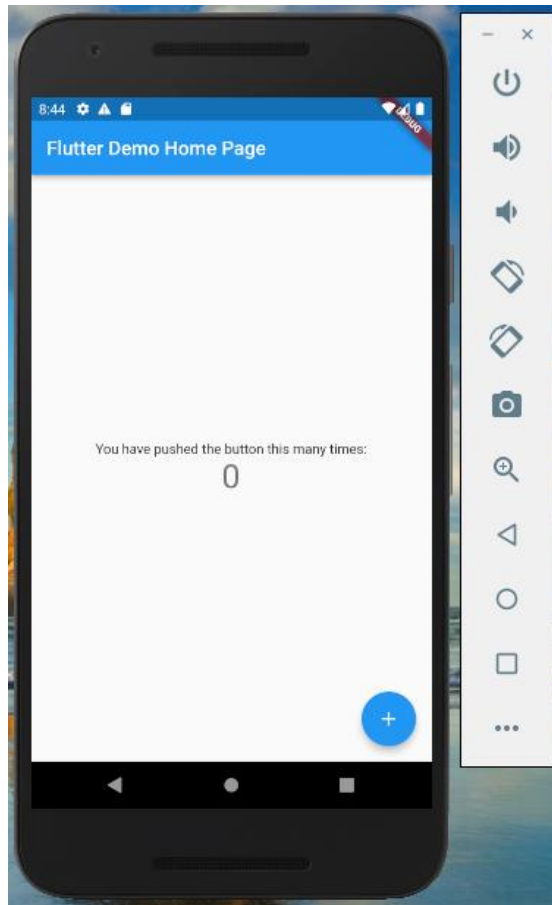 8:44
DEBUG
Flutter Demo Home Page
You have pushed the button this many times:
0